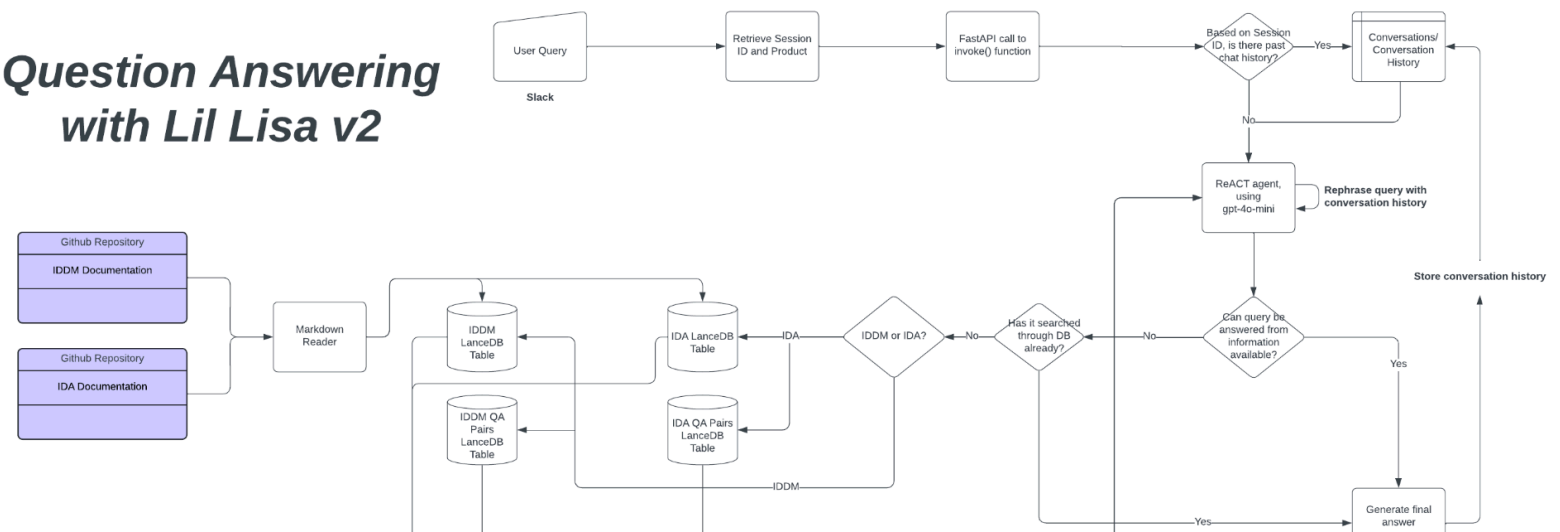 Question Answering
with Lil Lisa v2
User Query
Slack
Retrieve Session
ID and Product
FastAPI call to
invoke() function
Based on Session
ID, is there past
chat history?
Yes
Conversations/
Conversation
History
No
ReACT agent,
using
gpt-4o-mini
Rephrase query with
conversation history
Store conversation history
Github Repository
IDDM Documentation
Github Repository
IDA Documentation
Markdown
Reader
IDDM
LanceDB
Table
IDA LanceDB
Table
IDA
IDDM or IDA?
No
Has it searched
through DB
already?
No
Can query be
answered from
information
available?
Yes
IDDM QA
Pairs
LanceDB
Table
IDA QA Pairs
LanceDB
Table
IDDM
Yes
Generate final
answer